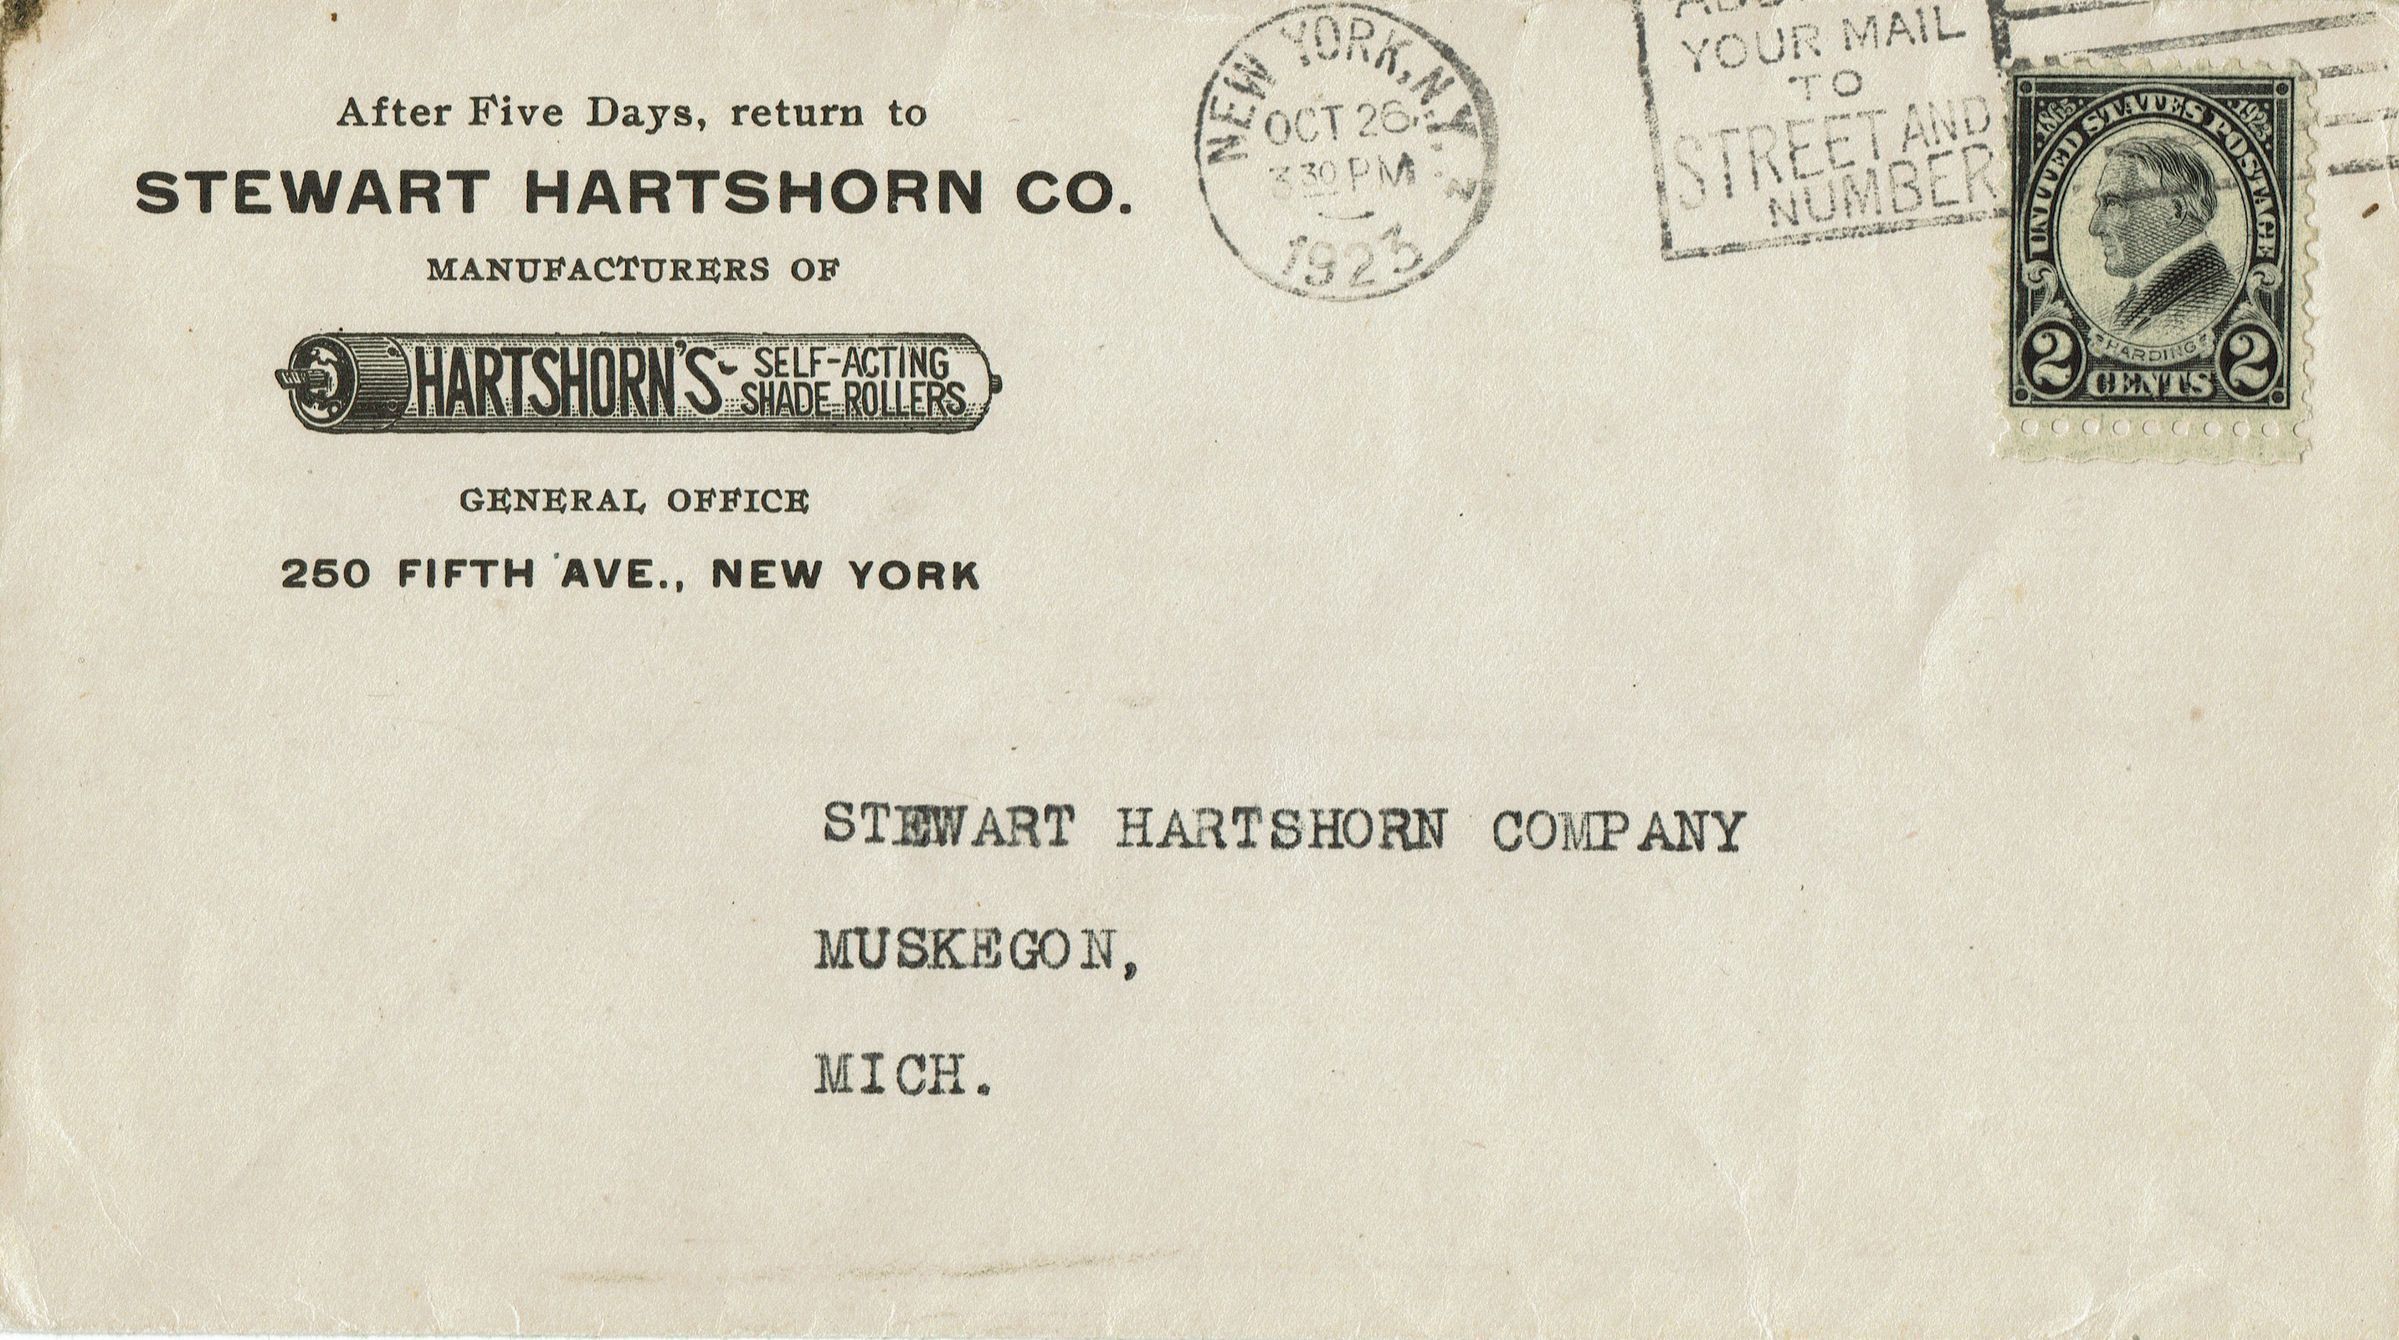 After Five Days, return to
STEWART HARTSHORN CO.
MANUFACTURERS OF
HARTSHORN'S - SELF-ACTING
SHADE ROLLERS
GENERAL OFFICE
250 FIFTH AVE., NEW YORK
NEW YORK, N.Y.
OCT 26
3 30 PM
1923
YOUR MAIL
TO
STREET AND
NUMBER
1865 1923
UNITED STATES POSTAGE
HARDING
2 CENTS 2
STEWART HARTSHORN COMPANY
MUSKEGON,
MICH.